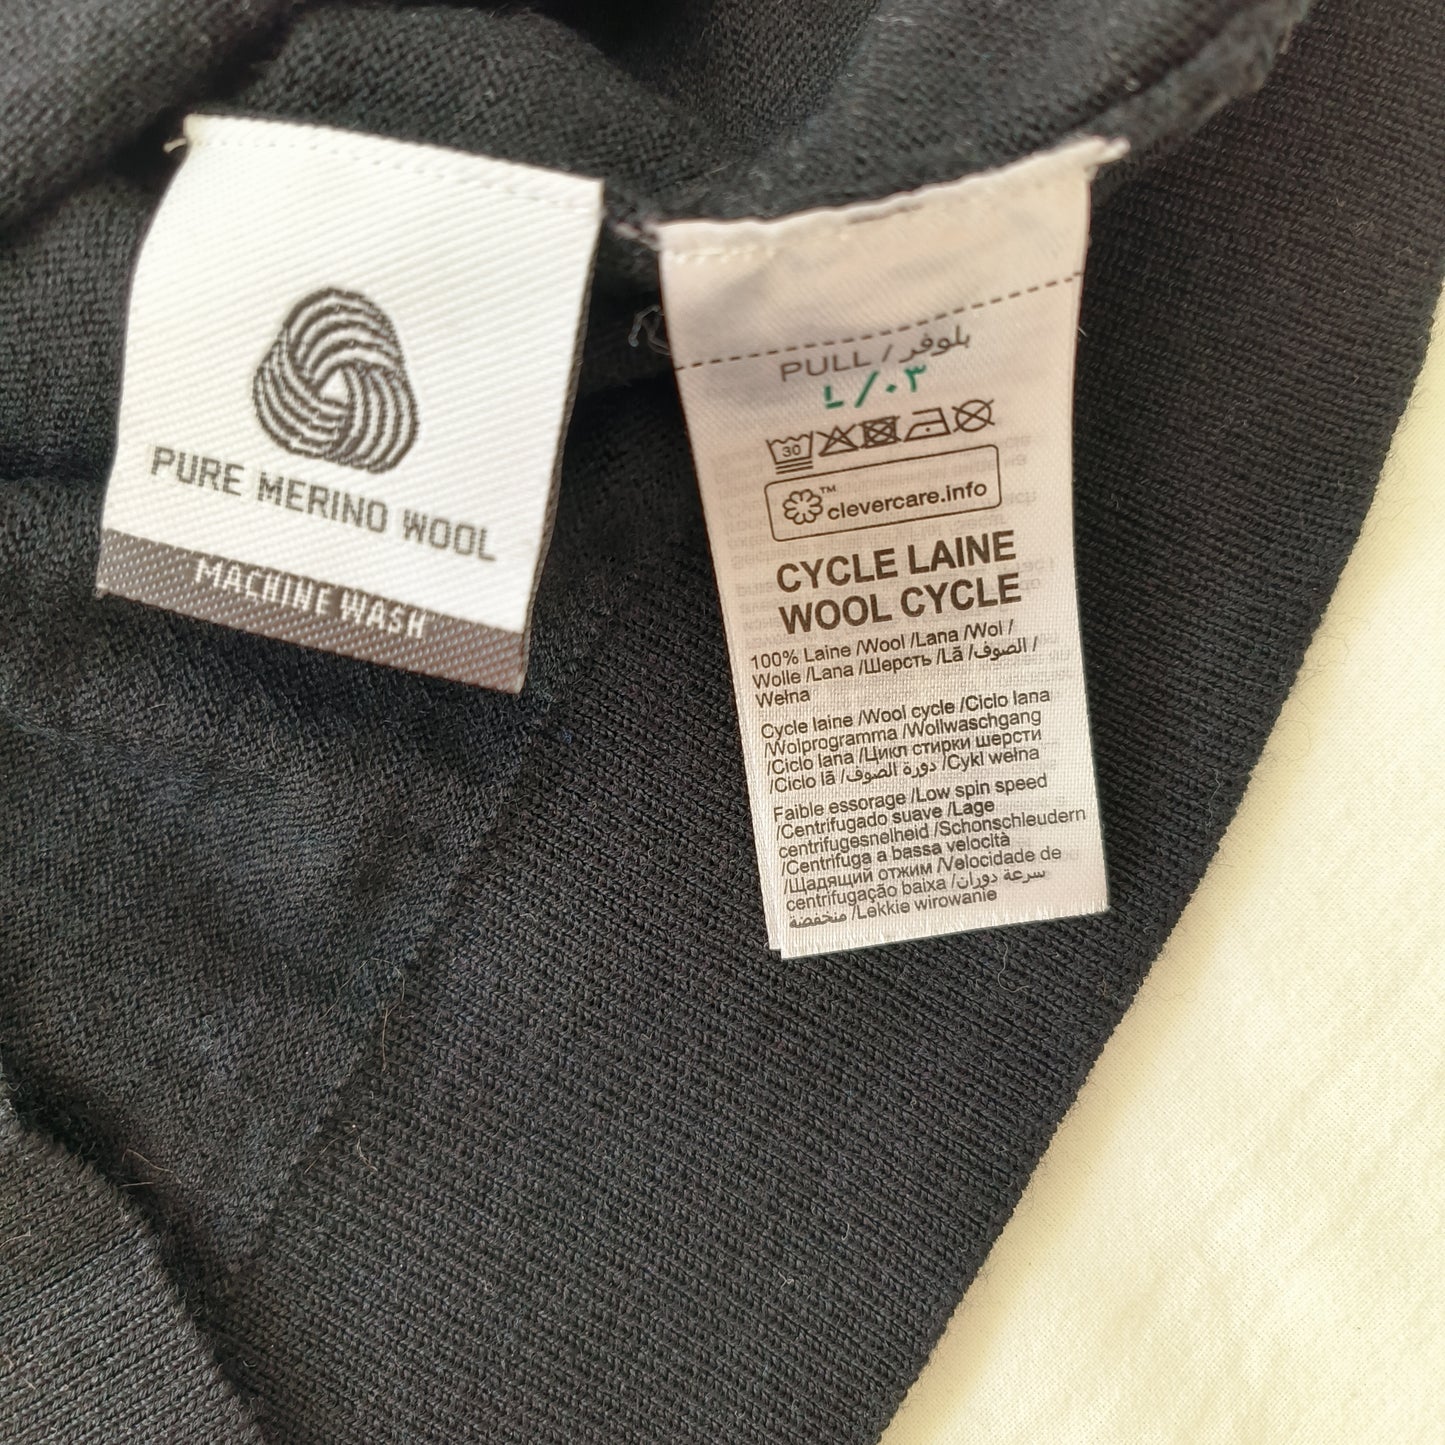 PURE MERINO WOOL
MACHINE WASH
PULL / بلوفر
L / ٠٣
30
™ clevercare.info
CYCLE LAINE
WOOL CYCLE
100% Laine /Wool /Lana /Wol /
Wolle /Lana /Шерсть /Lã /الصوف /
Wełna
Cycle laine /Wool cycle /Ciclo lana
/Wolprogramma /Wollwaschgang
/Ciclo lana /Цикл стирки шерсти
/Ciclo lã /دورة الصوف /Cykl wełna
Faible essorage /Low spin speed
/Centrifugado suave /Lage
centrifugesnelheid /Schonschleudern
/Centrifuga a bassa velocità
/Щадящий отжим /Velocidade de
centrifugação baixa /سرعة دوران
منخفضة /Lekkie wirowanie